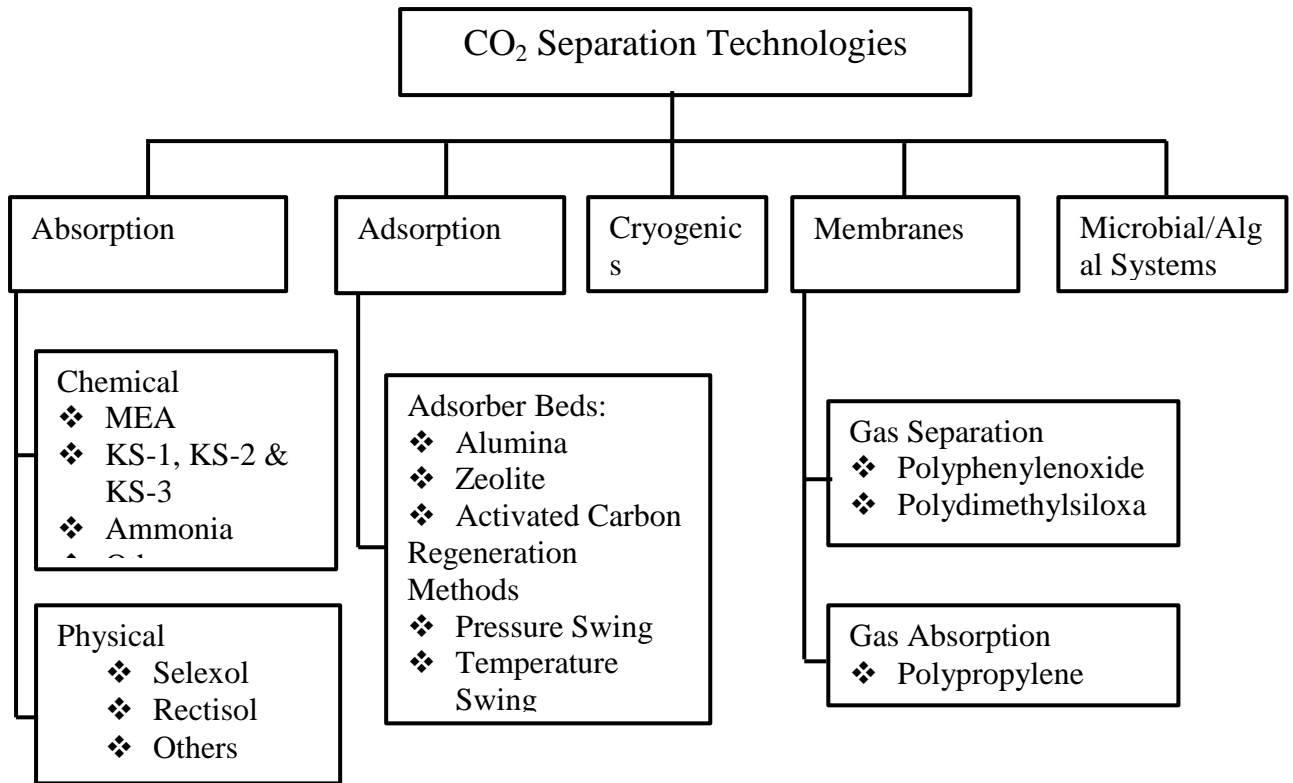 CO₂ Separation Technologies
Absorption
Adsorption
Cryogenic
s
Membranes
Microbial/Alg
al Systems
Chemical
❖ MEA
❖ KS-1, KS-2 &
KS-3
❖ Ammonia
Physical
❖ Selexol
❖ Rectisol
❖ Others
Adsorber Beds:
❖ Alumina
❖ Zeolite
❖ Activated Carbon
Regeneration
Methods
❖ Pressure Swing
❖ Temperature
Swing
Gas Separation
❖ Polyphenylenoxide
❖ Polydimethylsiloxa
Gas Absorption
❖ Polypropylene